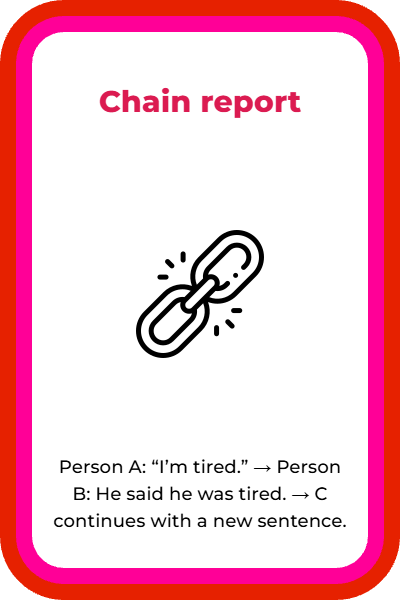 Chain report
Person A: “I’m tired.” → Person
B: He said he was tired. → C
continues with a new sentence.